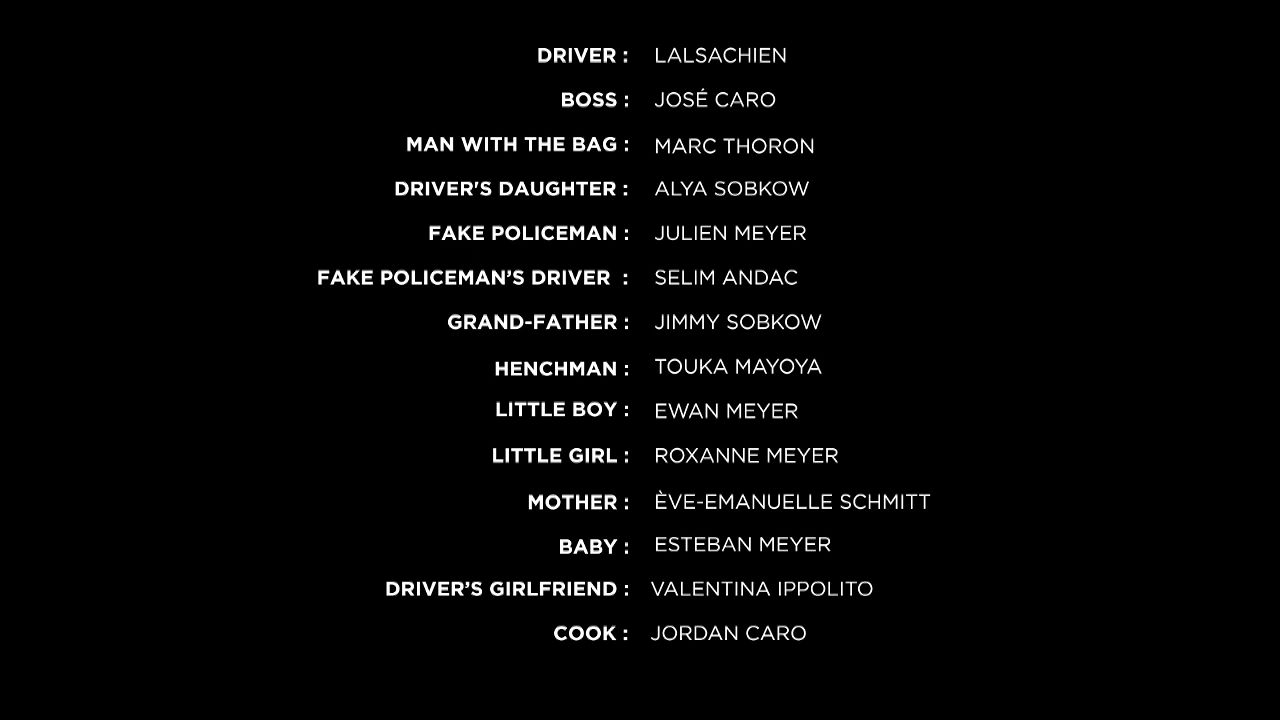 DRIVER : LALSACHIEN
BOSS : JOSÉ CARO
MAN WITH THE BAG : MARC THORON
DRIVER'S DAUGHTER : ALYA SOBKOW
FAKE POLICEMAN : JULIEN MEYER
FAKE POLICEMAN’S DRIVER : SELIM ANDAC
GRAND-FATHER : JIMMY SOBKOW
HENCHMAN : TOUKA MAYOYA
LITTLE BOY : EWAN MEYER
LITTLE GIRL : ROXANNE MEYER
MOTHER : ÈVE-EMANUELLE SCHMITT
BABY : ESTEBAN MEYER
DRIVER’S GIRLFRIEND : VALENTINA IPPOLITO
COOK : JORDAN CARO